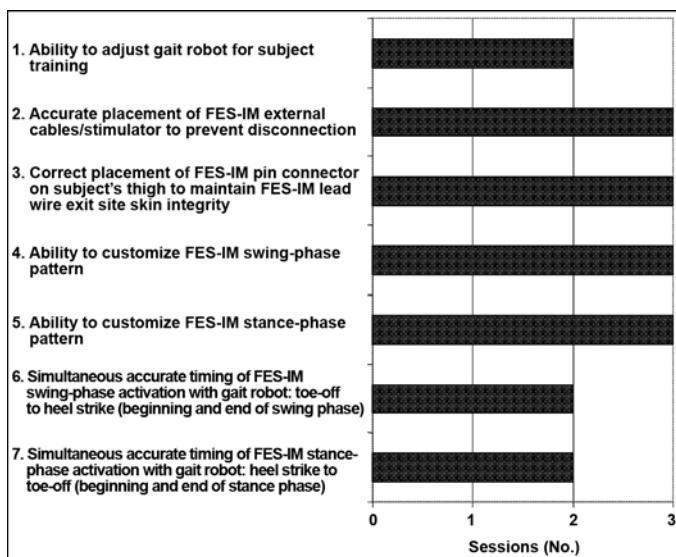 1. Ability to adjust gait robot for subject
training
2. Accurate placement of FES-IM external
cables/stimulator to prevent disconnection
3. Correct placement of FES-IM pin connector
on subject's thigh to maintain FES-IM lead
wire exit site skin integrity
4. Ability to customize FES-IM swing-phase
pattern
5. Ability to customize FES-IM stance-phase
pattern
6. Simultaneous accurate timing of FES-IM
swing-phase activation with gait robot: toe-off
to heel strike (beginning and end of swing phase)
7. Simultaneous accurate timing of FES-IM stance-
phase activation with gait robot: heel strike to
toe-off (beginning and end of stance phase)
0 1 2 3
Sessions (No.)